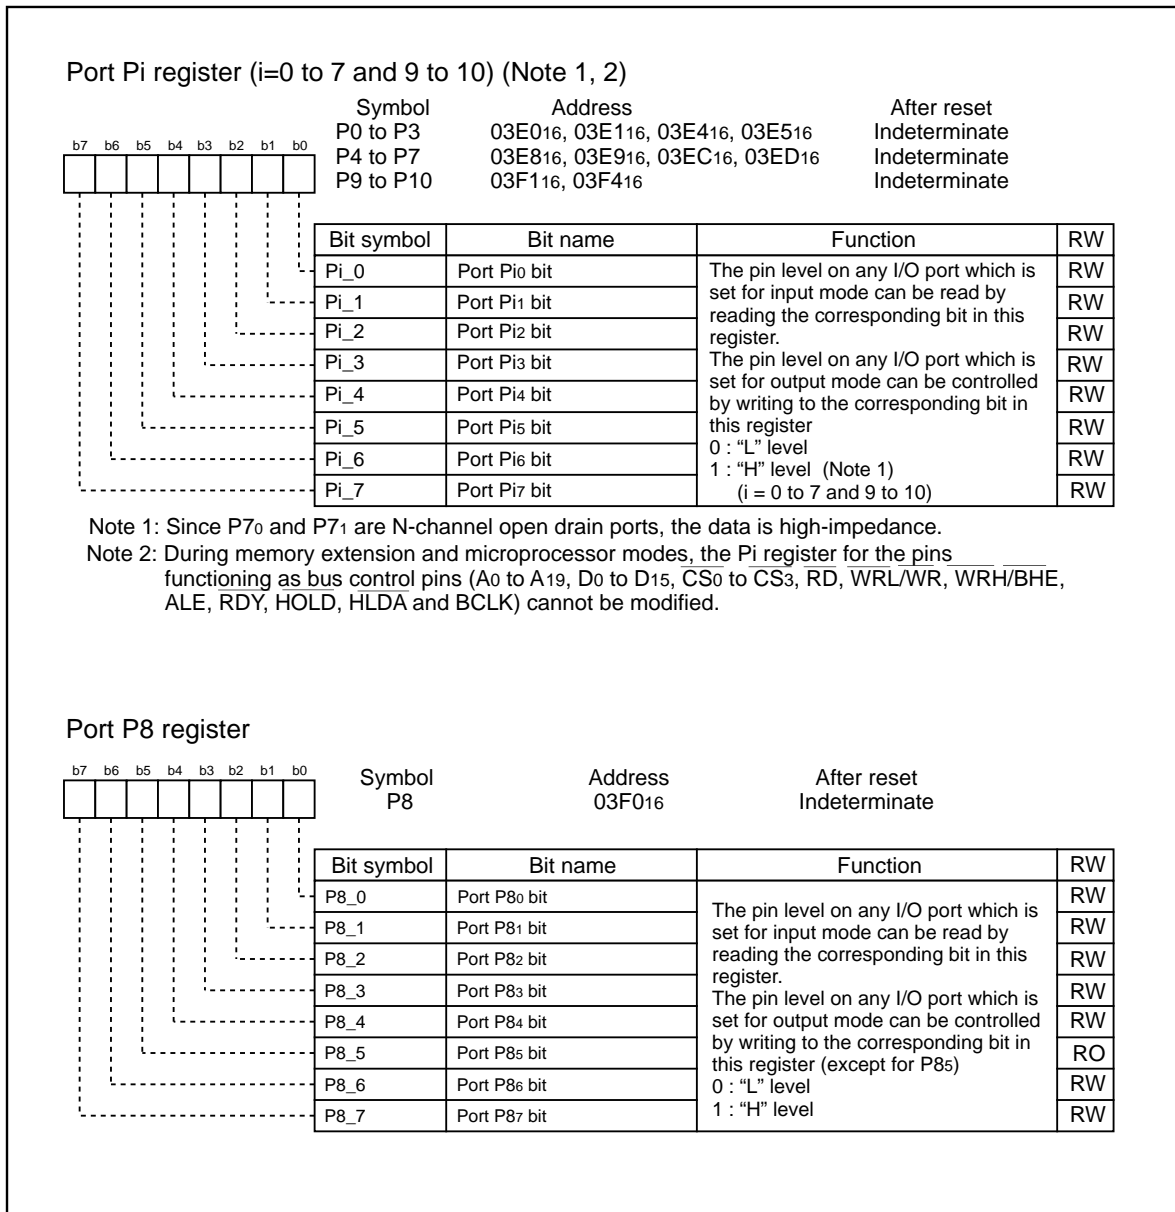 Port Pi register (i=0 to 7 and 9 to 10) (Note 1, 2)
Symbol Address After reset
P0 to P3 03E016, 03E116, 03E416, 03E516 Indeterminate
P4 to P7 03E816, 03E916, 03EC16, 03ED16 Indeterminate
P9 to P10 03F116, 03F416 Indeterminate
b7 b6 b5 b4 b3 b2 b1 b0
Bit symbol Bit name Function RW
Pi_0 Port Pi0 bit RW
Pi_1 Port Pi1 bit RW
Pi_2 Port Pi2 bit RW
Pi_3 Port Pi3 bit RW
Pi_4 Port Pi4 bit RW
Pi_5 Port Pi5 bit RW
Pi_6 Port Pi6 bit RW
Pi_7 Port Pi7 bit RW
The pin level on any I/O port which is
set for input mode can be read by
reading the corresponding bit in this
register.
The pin level on any I/O port which is
set for output mode can be controlled
by writing to the corresponding bit in
this register
0 : “L” level
1 : “H” level (Note 1)
(i = 0 to 7 and 9 to 10)
Note 1: Since P70 and P71 are N-channel open drain ports, the data is high-impedance.
Note 2: During memory extension and microprocessor modes, the Pi register for the pins
functioning as bus control pins (A0 to A19, D0 to D15, CS0 to CS3, RD, WRL/WR, WRH/BHE,
ALE, RDY, HOLD, HLDA and BCLK) cannot be modified.
Port P8 register
b7 b6 b5 b4 b3 b2 b1 b0
Symbol Address After reset
P8 03F016 Indeterminate
Bit symbol Bit name Function RW
P8_0 Port P80 bit RW
P8_1 Port P81 bit RW
P8_2 Port P82 bit RW
P8_3 Port P83 bit RW
P8_4 Port P84 bit RW
P8_5 Port P85 bit RO
P8_6 Port P86 bit RW
P8_7 Port P87 bit RW
The pin level on any I/O port which is
set for input mode can be read by
reading the corresponding bit in this
register.
The pin level on any I/O port which is
set for output mode can be controlled
by writing to the corresponding bit in
this register (except for P85)
0 : “L” level
1 : “H” level